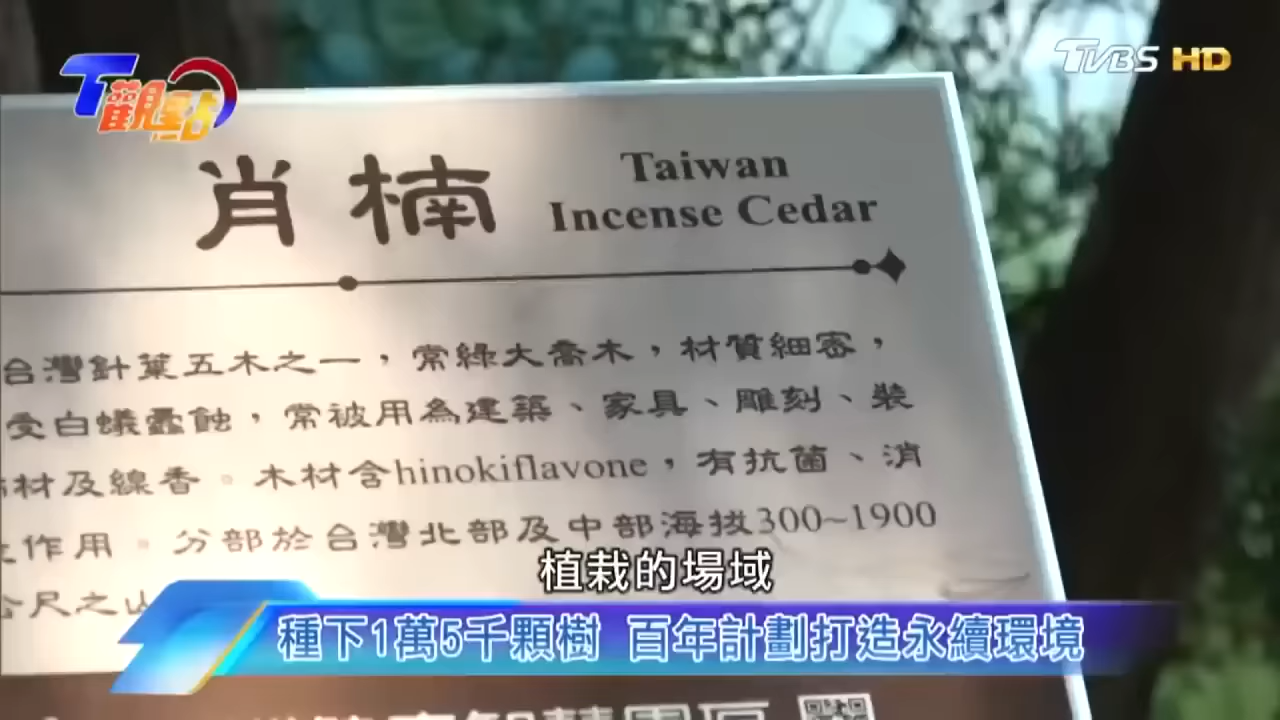 T觀點
TVBS HD
肖楠
Taiwan
Incense Cedar
台灣針葉五木之一，常綠大喬木，材質細密，
受白蟻蠹蝕，常被用為建築、家具、雕刻、裝
材及線香。木材含hinokiflavone，有抗菌、消
作用。分部於台灣北部及中部海拔300~1900
公尺之山
植栽的場域
種下1萬5千顆樹 百年計劃打造永續環境